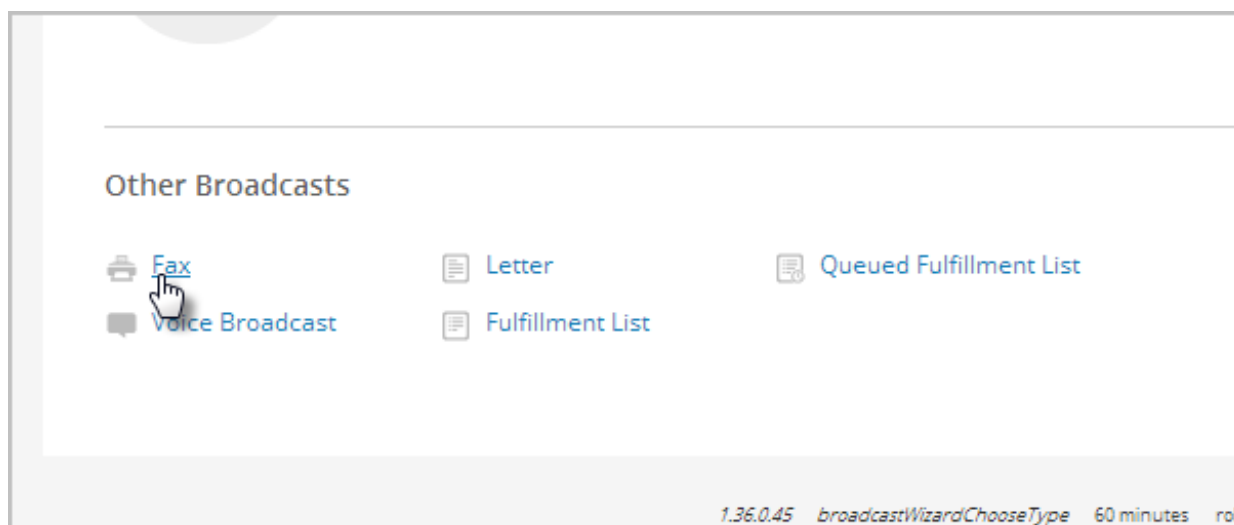 Other Broadcasts
Fax Letter Queued Fulfillment List
Voice Broadcast Fulfillment List
1.36.0.45 broadcastWizardChooseType 60 minutes